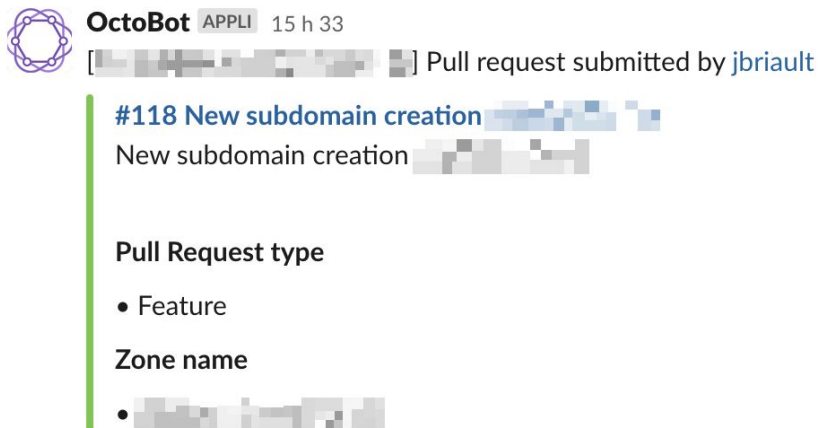 OctoBot APPLI 15 h 33
[ ] Pull request submitted by jbriault
#118 New subdomain creation
New subdomain creation
Pull Request type
• Feature
Zone name
•